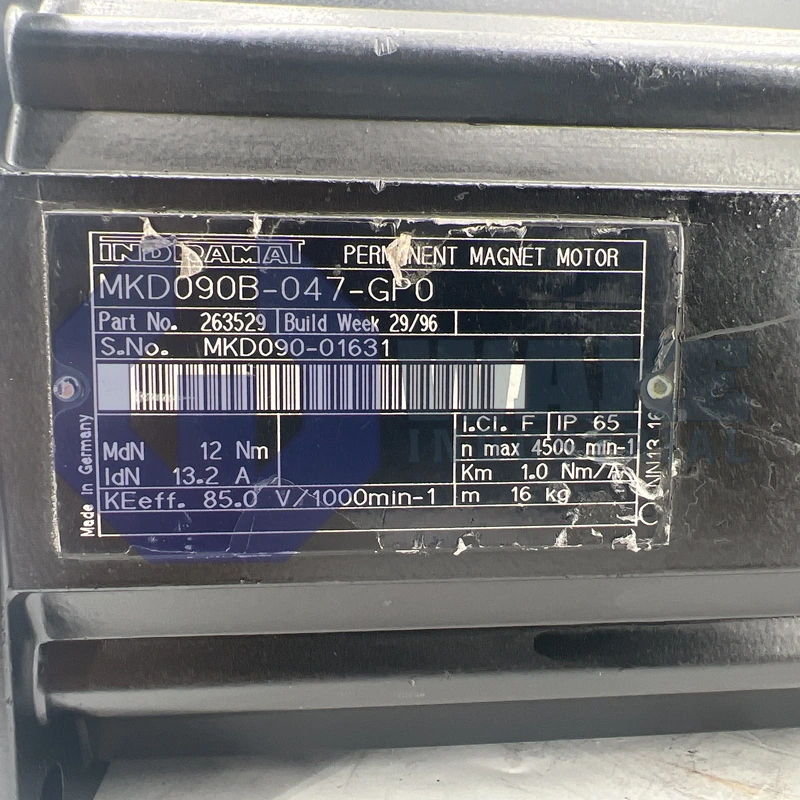 INDRAMAT PERMANENT MAGNET MOTOR
MKD090B-047-GP0
Part No. 263529 Build Week 29/96
S.No. MKD090-01631
I.Cl. F IP 65
MdN 12 Nm n max 4500 min-1
IdN 13.2 A Km 1.0 Nm/A
KEeff. 85.0 V/1000min-1 m 16 kg
Made in Germany
WAKE
INDUSTRIAL